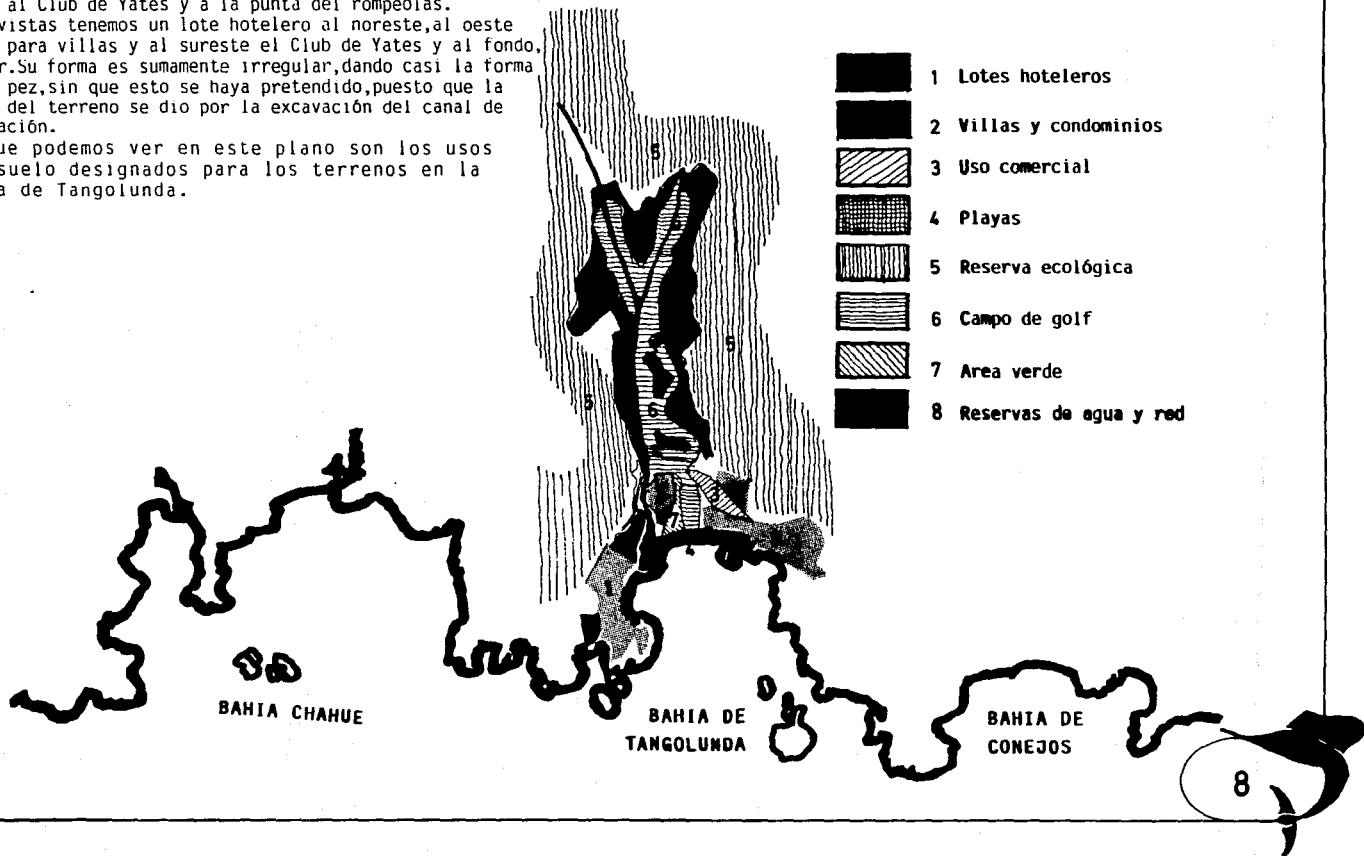 al Club de Yates y a la punta del rompeolas.
vistas tenemos un lote hotelero al noreste,al oeste
para villas y al sureste el Club de Yates y al fondo,
r.Su forma es sumamente irregular,dando casi la forma
pez,sin que esto se haya pretendido,puesto que la
del terreno se dio por la excavación del canal de
ación.
ue podemos ver en este plano son los usos
suelo designados para los terrenos en la
a de Tangolunda.
1 Lotes hoteleros
2 Villas y condominios
3 Uso comercial
4 Playas
5 Reserva ecológica
6 Campo de golf
7 Area verde
8 Reservas de agua y red
5
5
5
6
3
7
4
1
1
BAHIA CHAHUE
BAHIA DE
TANGOLUNDA
BAHIA DE
CONEJOS
8